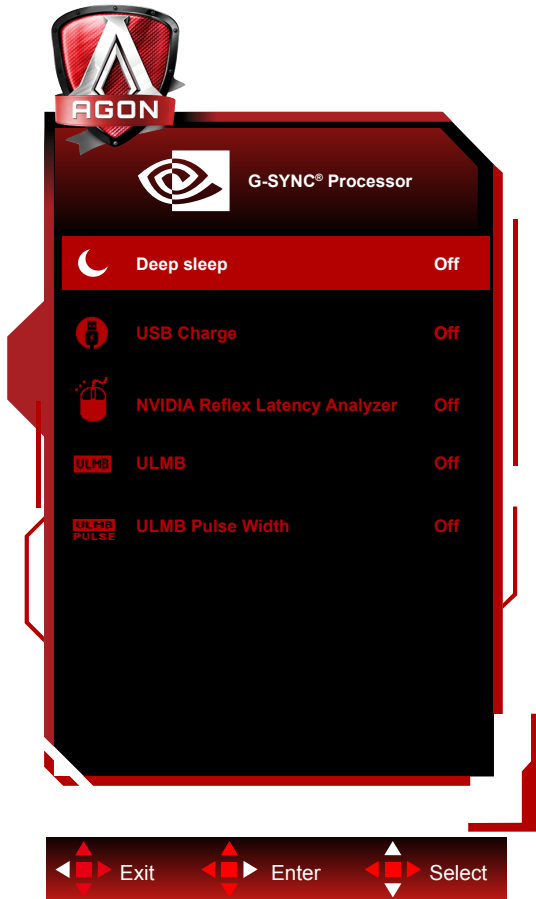 AGON
G-SYNC® Processor
Deep sleep Off
USB Charge Off
NVIDIA Reflex Latency Analyzer Off
ULMB ULMB Off
ULMB PULSE ULMB Pulse Width Off
Exit Enter Select